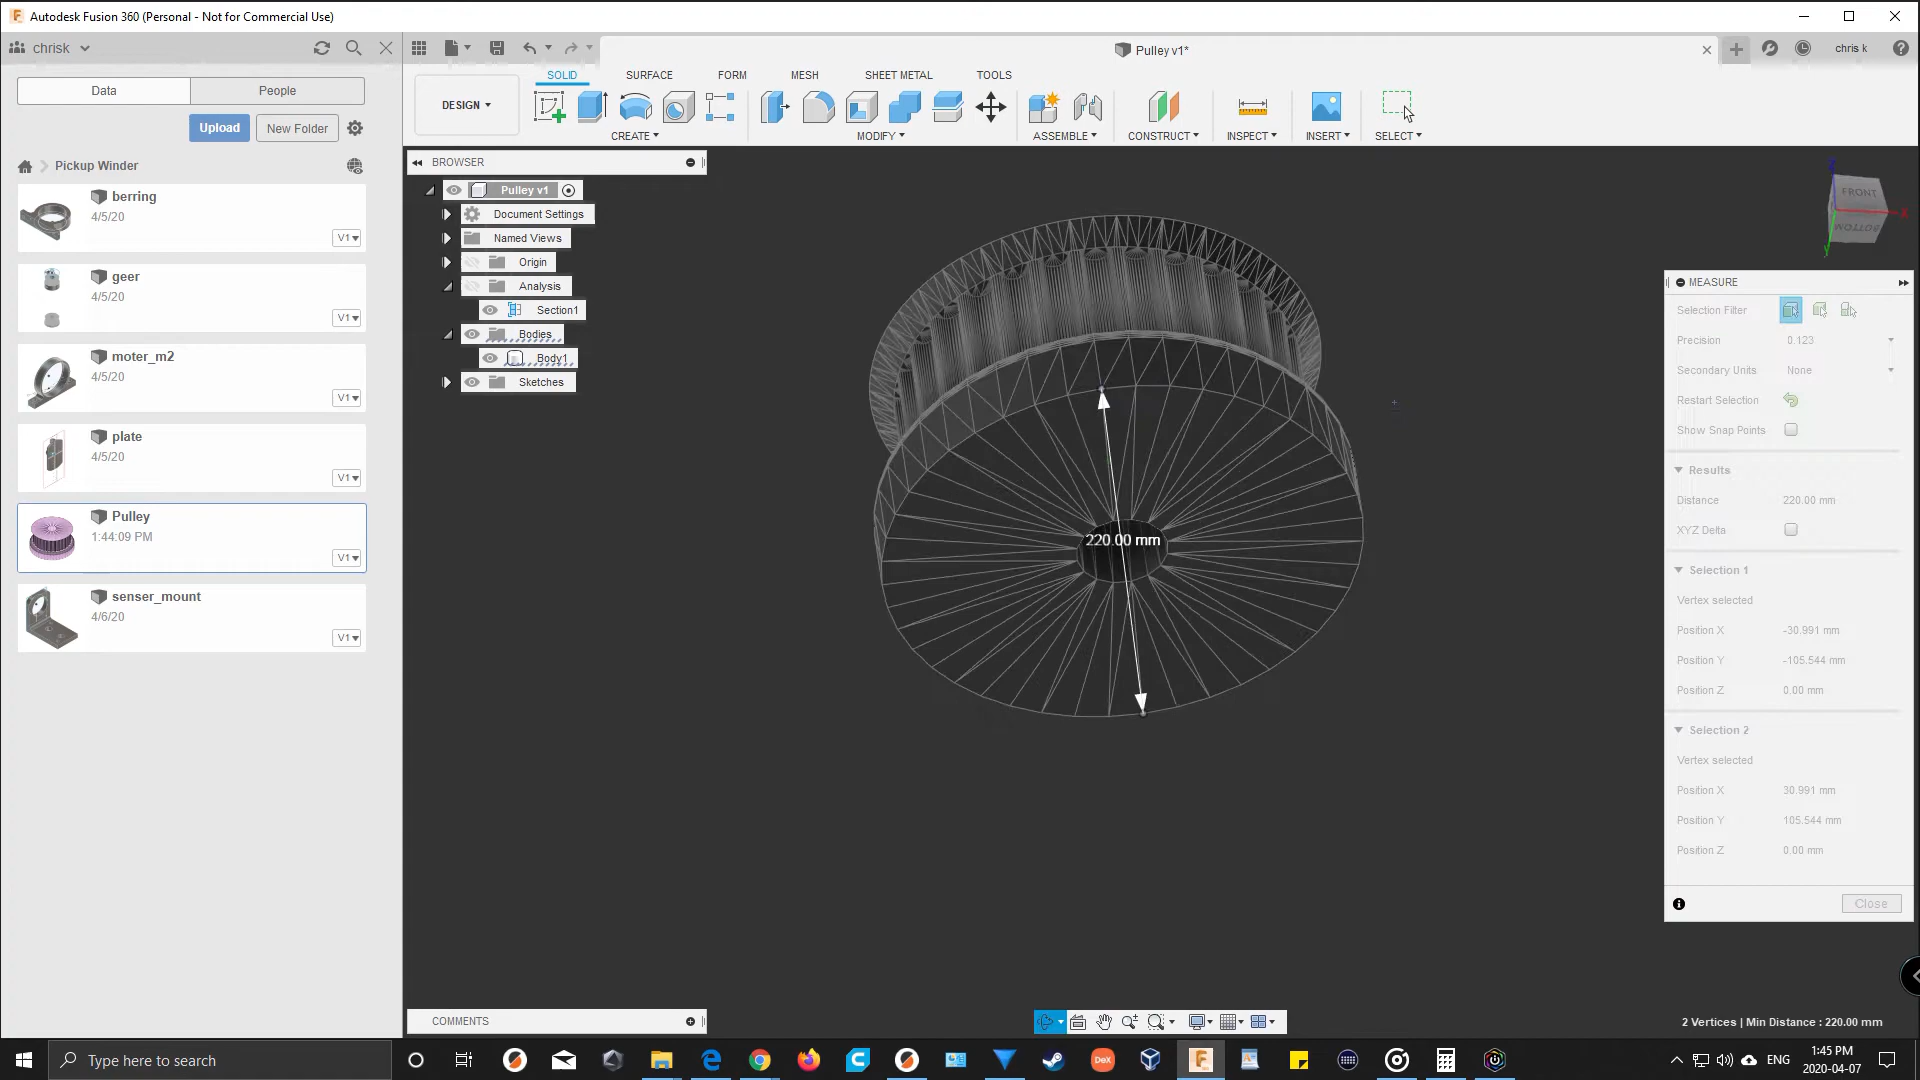 Autodesk Fusion 360 (Personal - Not for Commercial Use)
chrisk
Pulley v1*
chris k
Data
People
Upload
New Folder
Pickup Winder
berring
4/5/20
V1
geer
4/5/20
V1
moter_m2
4/5/20
V1
plate
4/5/20
V1
Pulley
1:44:09 PM
V1
senser_mount
4/6/20
V1
DESIGN
SOLID
SURFACE
FORM
MESH
SHEET METAL
TOOLS
CREATE
MODIFY
ASSEMBLE
CONSTRUCT
INSPECT
INSERT
SELECT
BROWSER
Pulley v1
Document Settings
Named Views
Origin
Analysis
Section1
Bodies
Body1
Sketches
220.00 mm
Z
FRONT
X
BOTTOM
Y
MEASURE
Selection Filter
Precision 0.123
Secondary Units None
Restart Selection
Show Snap Points
Results
Distance 220.00 mm
XYZ Delta
Selection 1
Vertex selected
Position X -30.991 mm
Position Y -105.544 mm
Position Z 0.00 mm
Selection 2
Vertex selected
Position X 30.991 mm
Position Y 105.544 mm
Position Z 0.00 mm
Close
COMMENTS
2 Vertices | Min Distance : 220.00 mm
Type here to search
DeX
ENG
1:45 PM
2020-04-07